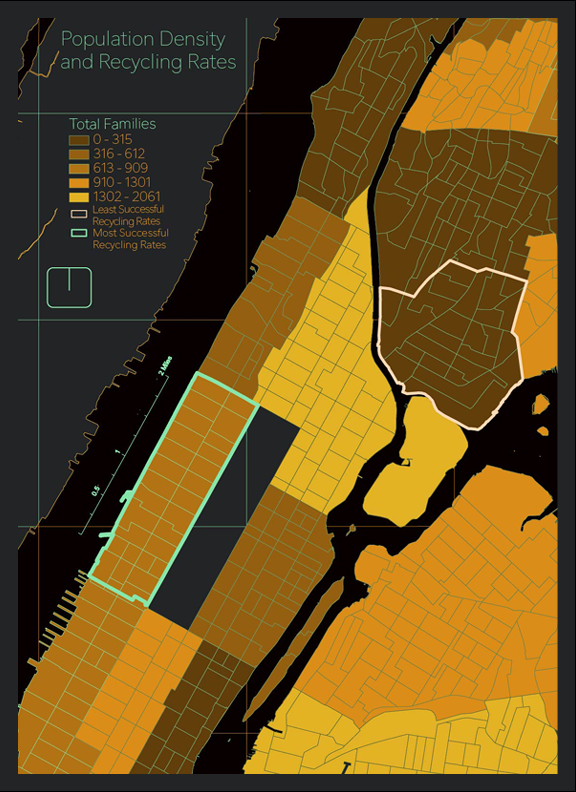 Population Density
and Recycling Rates
Total Families
0 - 315
316 - 612
613 - 909
910 - 1301
1302 - 2061
Least Successful
Recycling Rates
Most Successful
Recycling Rates
2 Miles
1
0.5